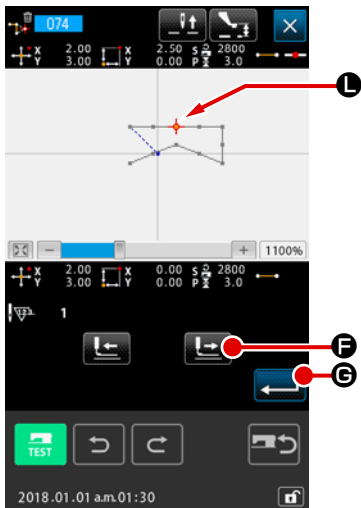 074
X 2.00 X 2.50 S 2800
Y 3.00 Y 0.00 P 3.0
L
− + 1100%
X 2.00 X 0.00 S 2800
Y 3.00 Y 0.00 P 3.0
123 1
F
G
TEST
2018.01.01 a.m.01:30